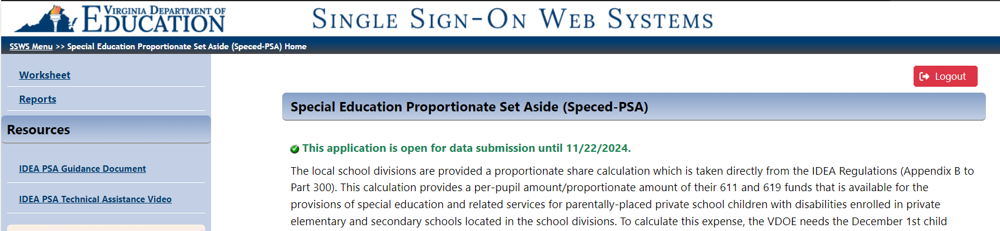 VIRGINIA DEPARTMENT OF
EDUCATION
SINGLE SIGN-ON WEB SYSTEMS
SSWS Menu >> Special Education Proportionate Set Aside (Speced-PSA) Home
Worksheet
Reports
Resources
IDEA PSA Guidance Document
IDEA PSA Technical Assistance Video
Logout
Special Education Proportionate Set Aside (Speced-PSA)
This application is open for data submission until 11/22/2024.
The local school divisions are provided a proportionate share calculation which is taken directly from the IDEA Regulations (Appendix B to
Part 300). This calculation provides a per-pupil amount/proportionate amount of their 611 and 619 funds that is available for the
provisions of special education and related services for parentally-placed private school children with disabilities enrolled in private
elementary and secondary schools located in the school divisions. To calculate this expense, the VDOE needs the December 1st child